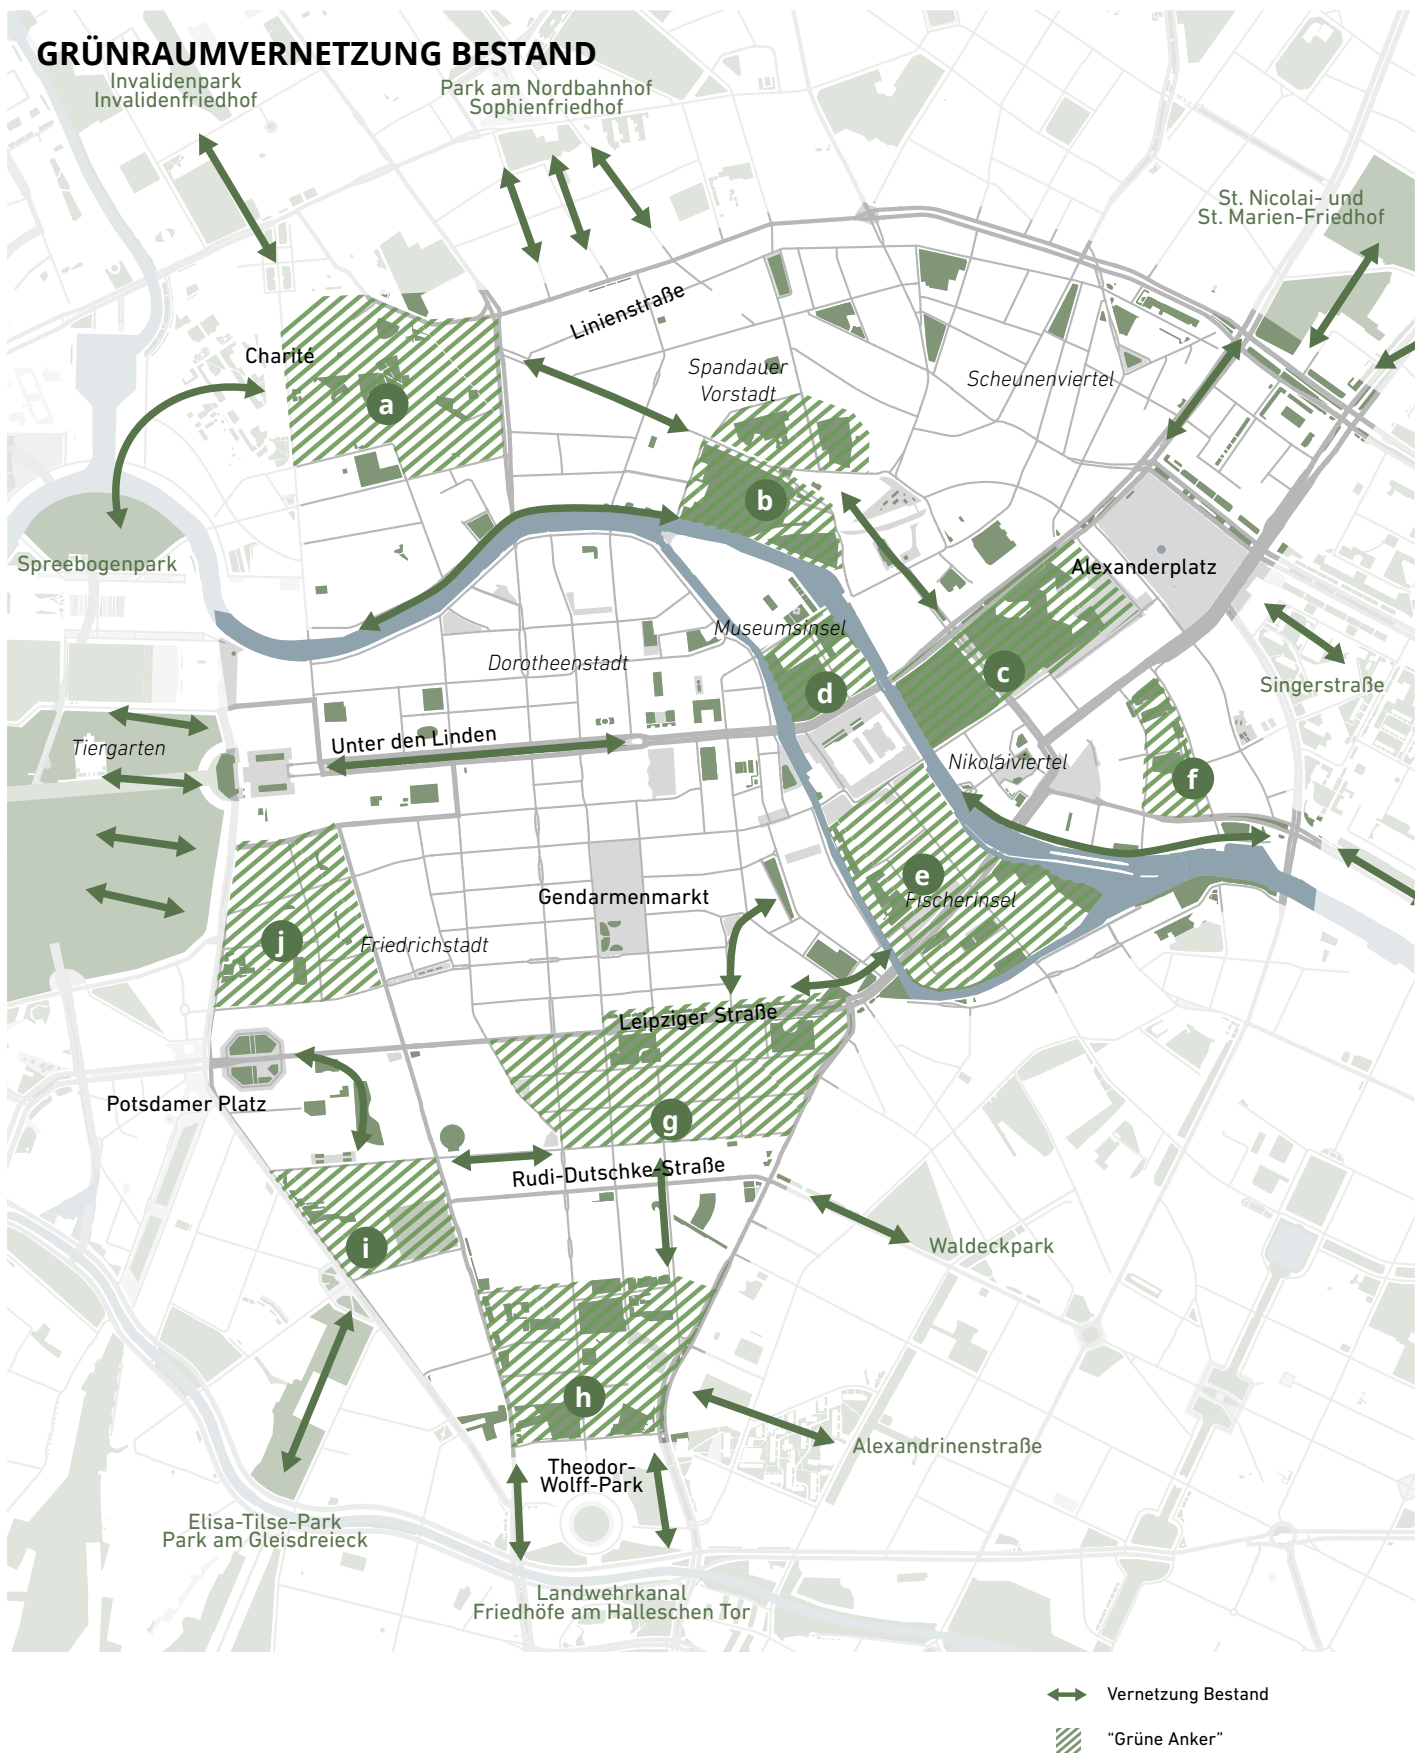 GRÜNRAUMVERNETZUNG BESTAND
Invalidenpark
Invalidenfriedhof
Park am Nordbahnhof
Sophienfriedhof
St. Nicolai- und
St. Marien-Friedhof
Linienstraße
Charité
Spandauer
Vorstadt
Scheunenviertel
a
b
Spreebogenpark
Alexanderplatz
Museumsinsel
Dorotheenstadt
c
d
Singerstraße
Tiergarten
Unter den Linden
Nikolaiviertel
f
e
Gendarmenmarkt
Fischerinsel
j
Friedrichstadt
Leipziger Straße
Potsdamer Platz
g
Rudi-Dutschke-Straße
i
Waldeckpark
h
Alexandrinenstraße
Theodor-
Wolff-Park
Elisa-Tilse-Park
Park am Gleisdreieck
Landwehrkanal
Friedhöfe am Halleschen Tor
Vernetzung Bestand
“Grüne Anker”